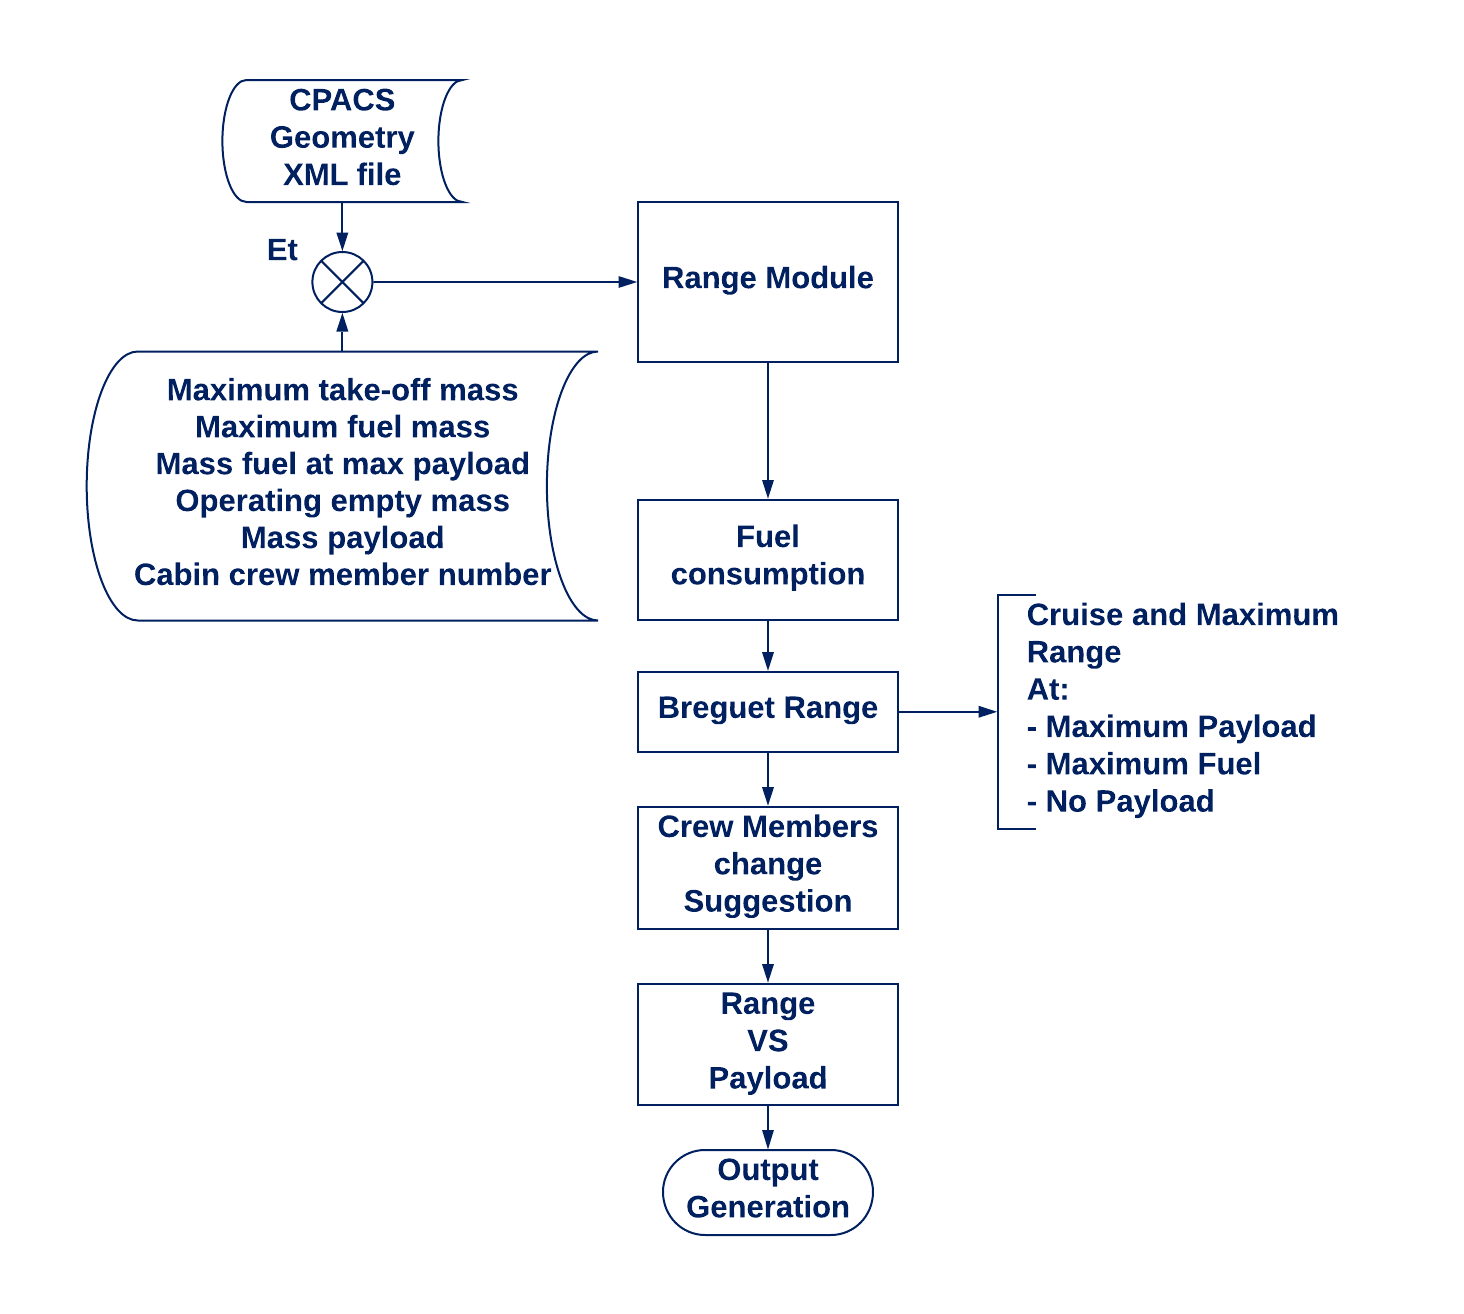 CPACS
Geometry
XML file
Et
Range Module
Maximum take-off mass
Maximum fuel mass
Mass fuel at max payload
Operating empty mass
Mass payload
Cabin crew member number
Fuel
consumption
Breguet Range
Cruise and Maximum
Range
At:
- Maximum Payload
- Maximum Fuel
- No Payload
Crew Members
change
Suggestion
Range
VS
Payload
Output
Generation